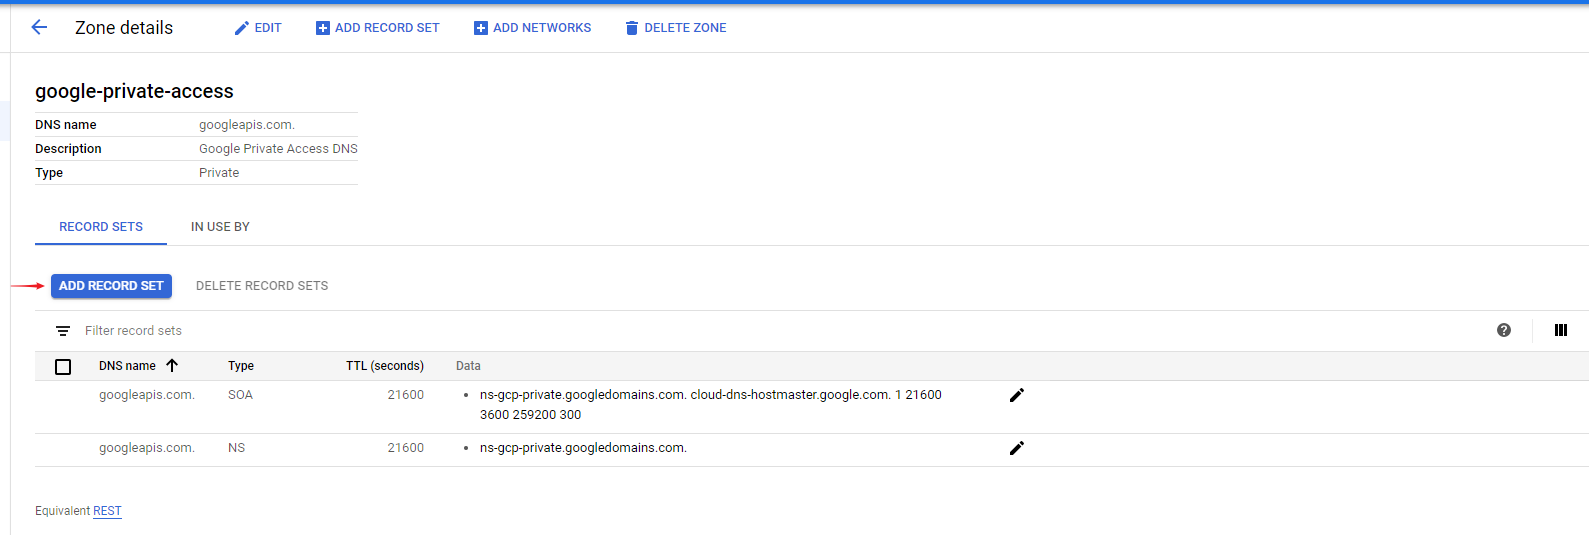 Zone details
EDIT
ADD RECORD SET
ADD NETWORKS
DELETE ZONE
google-private-access
DNS name googleapis.com.
Description Google Private Access DNS
Type Private
RECORD SETS
IN USE BY
ADD RECORD SET
DELETE RECORD SETS
Filter record sets
DNS name Type TTL (seconds) Data
googleapis.com. SOA 21600 ns-gcp-private.googledomains.com. cloud-dns-hostmaster.google.com. 1 21600
3600 259200 300
googleapis.com. NS 21600 ns-gcp-private.googledomains.com.
Equivalent REST